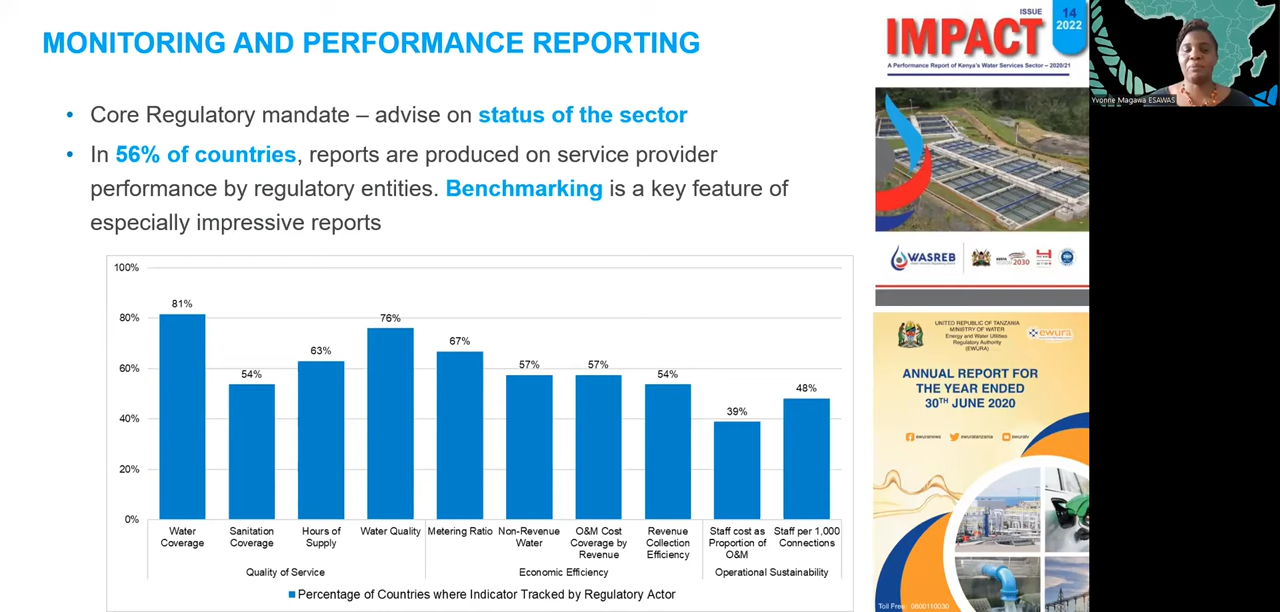 MONITORING AND PERFORMANCE REPORTING
• Core Regulatory mandate – advise on status of the sector
• In 56% of countries, reports are produced on service provider
performance by regulatory entities. Benchmarking is a key feature of
especially impressive reports
100%
80%
60%
40%
20%
0%
81%
54%
63%
76%
67%
57%
57%
54%
39%
48%
Water
Coverage
Sanitation
Coverage
Hours of
Supply
Water Quality
Metering Ratio
Non-Revenue
Water
O&M Cost
Coverage by
Revenue
Revenue
Collection
Efficiency
Staff cost as
Proportion of
O&M
Staff per 1,000
Connections
Quality of Service
Economic Efficiency
Operational Sustainability
Percentage of Countries where Indicator Tracked by Regulatory Actor
ISSUE
14
2022
IMPACT
A Performance Report of Kenya's Water Services Sector – 2020/21
WASREB
2030
UNITED REPUBLIC OF TANZANIA
MINISTRY OF WATER
Energy and Water Utilities
Regulatory Authority
(EWURA)
ewura
ANNUAL REPORT FOR
THE YEAR ENDED
30TH JUNE 2020
ewuranews
ewuratanzania
ewuratv
Toll Free: 0800110030
Yvonne Magawa ESAWAS